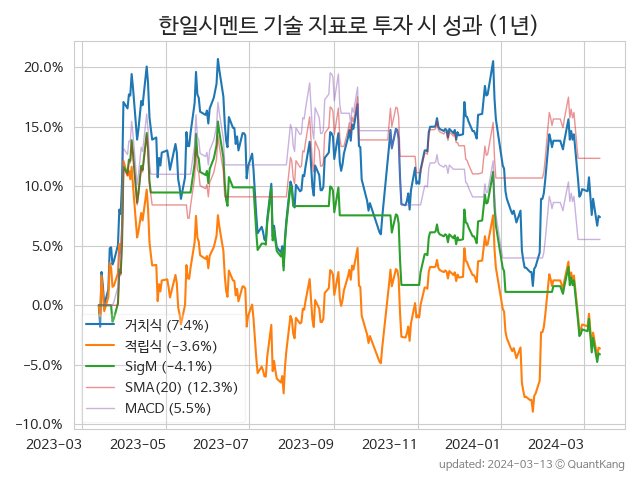 한일시멘트 기술 지표로 투자 시 성과 (1년)
20.0%
15.0%
10.0%
5.0%
0.0%
−5.0%
−10.0%
거치식 (7.4%)
적립식 (−3.6%)
SigM (−4.1%)
SMA(20) (12.3%)
MACD (5.5%)
2023-03 2023-05 2023-07 2023-09 2023-11 2024-01 2024-03
updated: 2024-03-13 ⓒ QuantKang